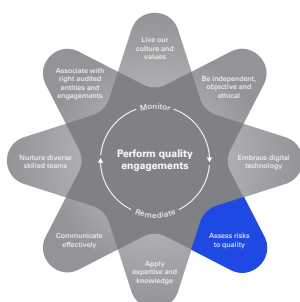 Live our
culture and
values
Associate with
right audited
entities and
engagements
Be independent,
objective and
ethical
Monitor
Nurture diverse
skilled teams
Perform quality
engagements
Embrace digital
technology
Remediate
Communicate
effectively
Assess risks
to quality
Apply
expertise and
knowledge